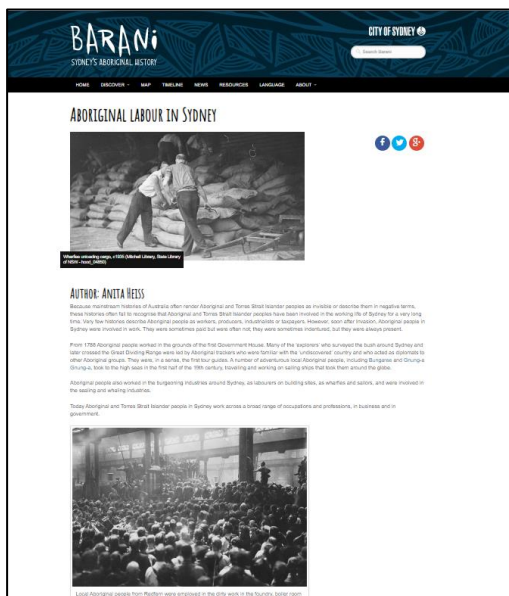 BARANI
SYDNEY'S ABORIGINAL HISTORY
CITY OF SYDNEY
Search Barani
HOME DISCOVER MAP TIMELINE NEWS RESOURCES LANGUAGE ABOUT
ABORIGINAL LABOUR IN SYDNEY
Wharfies unloading cargo, c1935 (Mitchell Library, State Library
of NSW -
AUTHOR: ANITA HEISS
Because mainstream histories of Australia often render Aboriginal and Torres Strait Islander peoples as invisible or describe them in negative terms,
these histories often fail to recognise that Aboriginal and Torres Strait Islander peoples have been involved in the working life of Sydney for a very long
time. Very few histories describe Aboriginal people as workers, producers, industrialists or taxpayers. However, soon after invasion, Aboriginal people in
Sydney were involved in work. They were sometimes paid but were often not; they were sometimes indentured, but they were always present.
From 1788 Aboriginal people worked in the grounds of the first Government House. Many of the 'explorers' who surveyed the bush around Sydney and
later crossed the Great Dividing Range were led by Aboriginal trackers who were familiar with the 'undiscovered' country and who acted as diplomats to
other Aboriginal groups. They were, in a sense, the first tour guides. A number of adventurous local Aboriginal people, including Bungaree and Gnung-a
Gnung-a, took to the high seas in the first half of the 19th century, travelling and working on sailing ships that took them around the globe.
Aboriginal people also worked in the burgeoning industries around Sydney, as labourers on building sites, as wharfies and sailors, and were involved in
the sealing and whaling industries.
Today Aboriginal and Torres Strait Islander people in Sydney work across a broad range of occupations and professions, in business and in
government.
Local Aboriginal people from Redfern were employed in the dirty work in the foundry, boiler room